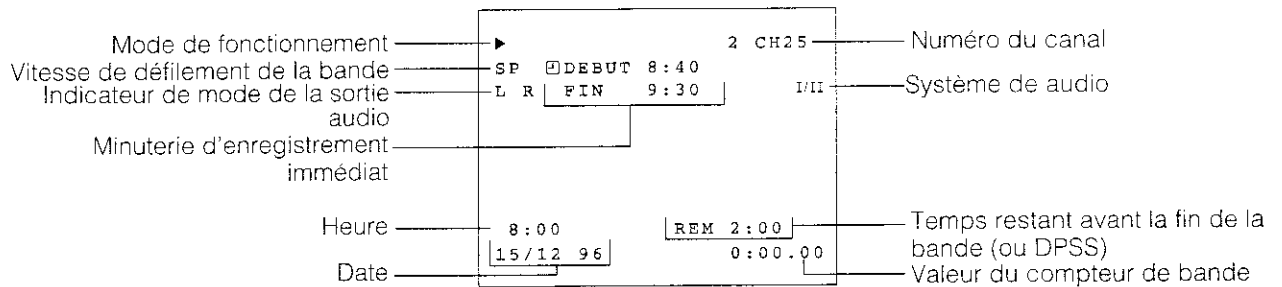 Mode de fonctionnement
Vitesse de défilement de la bande
Indicateur de mode de la sortie
audio
Minuterie d'enregistrement
immédiat
Heure
Date
▶ 2 CH25
SP DEBUT 8:40
L R FIN 9:30 I/II
8:00 REM 2:00
15/12 96 0:00.00
Numéro du canal
Système de audio
Temps restant avant la fin de la
bande (ou DPSS)
Valeur du compteur de bande